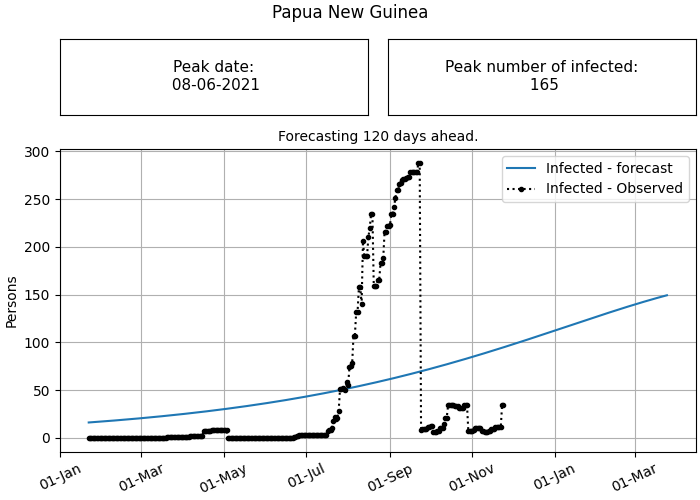 Papua New Guinea
Peak date:
08-06-2021
Peak number of infected:
165
Forecasting 120 days ahead.
Infected - forecast
Infected - Observed
Persons
300
250
200
150
100
50
0
01-Jan
01-Mar
01-May
01-Jul
01-Sep
01-Nov
01-Jan
01-Mar